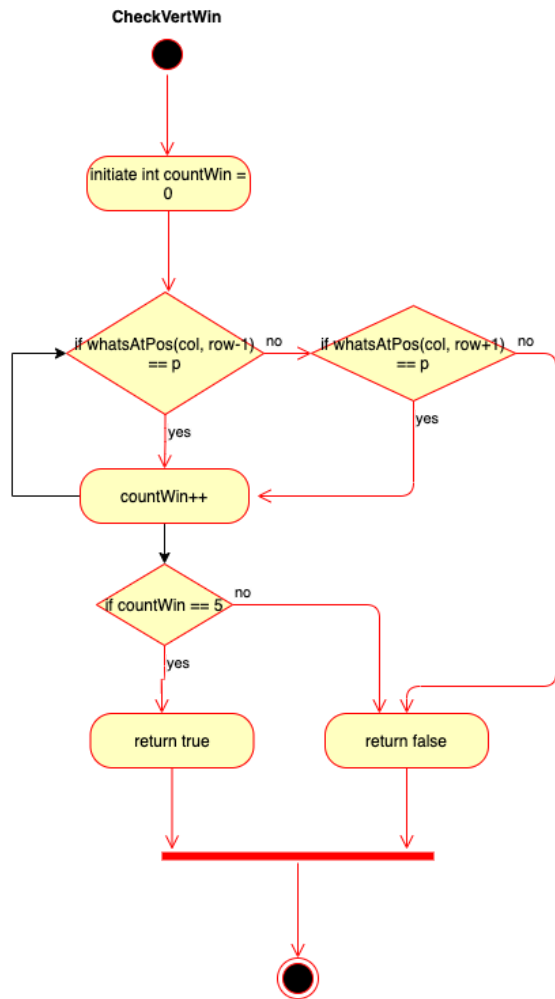 CheckVertWin
initiate int countWin =
0
if whatsAtPos(col, row-1)
== p
no
if whatsAtPos(col, row+1)
== p
no
yes
yes
countWin++
if countWin == 5
no
yes
return true
return false